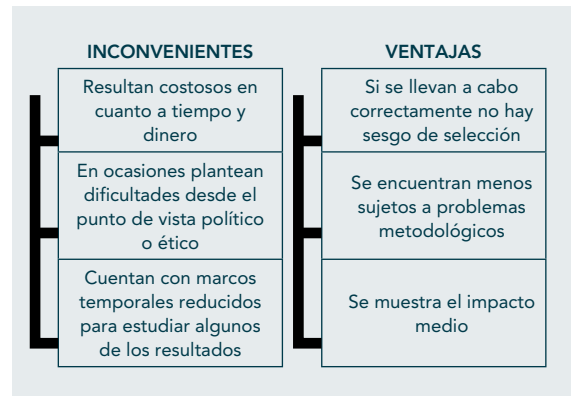 INCONVENIENTES
Resultan costosos en
cuanto a tiempo y
dinero
En ocasiones plantean
dificultades desde el
punto de vista político
o ético
Cuentan con marcos
temporales reducidos
para estudiar algunos
de los resultados
VENTAJAS
Si se llevan a cabo
correctamente no hay
sesgo de selección
Se encuentran menos
sujetos a problemas
metodológicos
Se muestra el impacto
medio